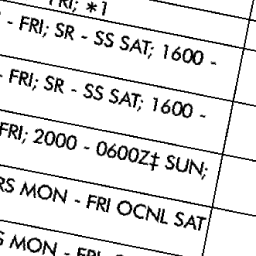 FRI; *1
- FRI; SR - SS SAT; 1600 -
- FRI; SR - SS SAT; 1600 -
FRI; 2000 - 0600Z‡ SUN;
RS MON - FRI OCNL SAT
S MON - FRI